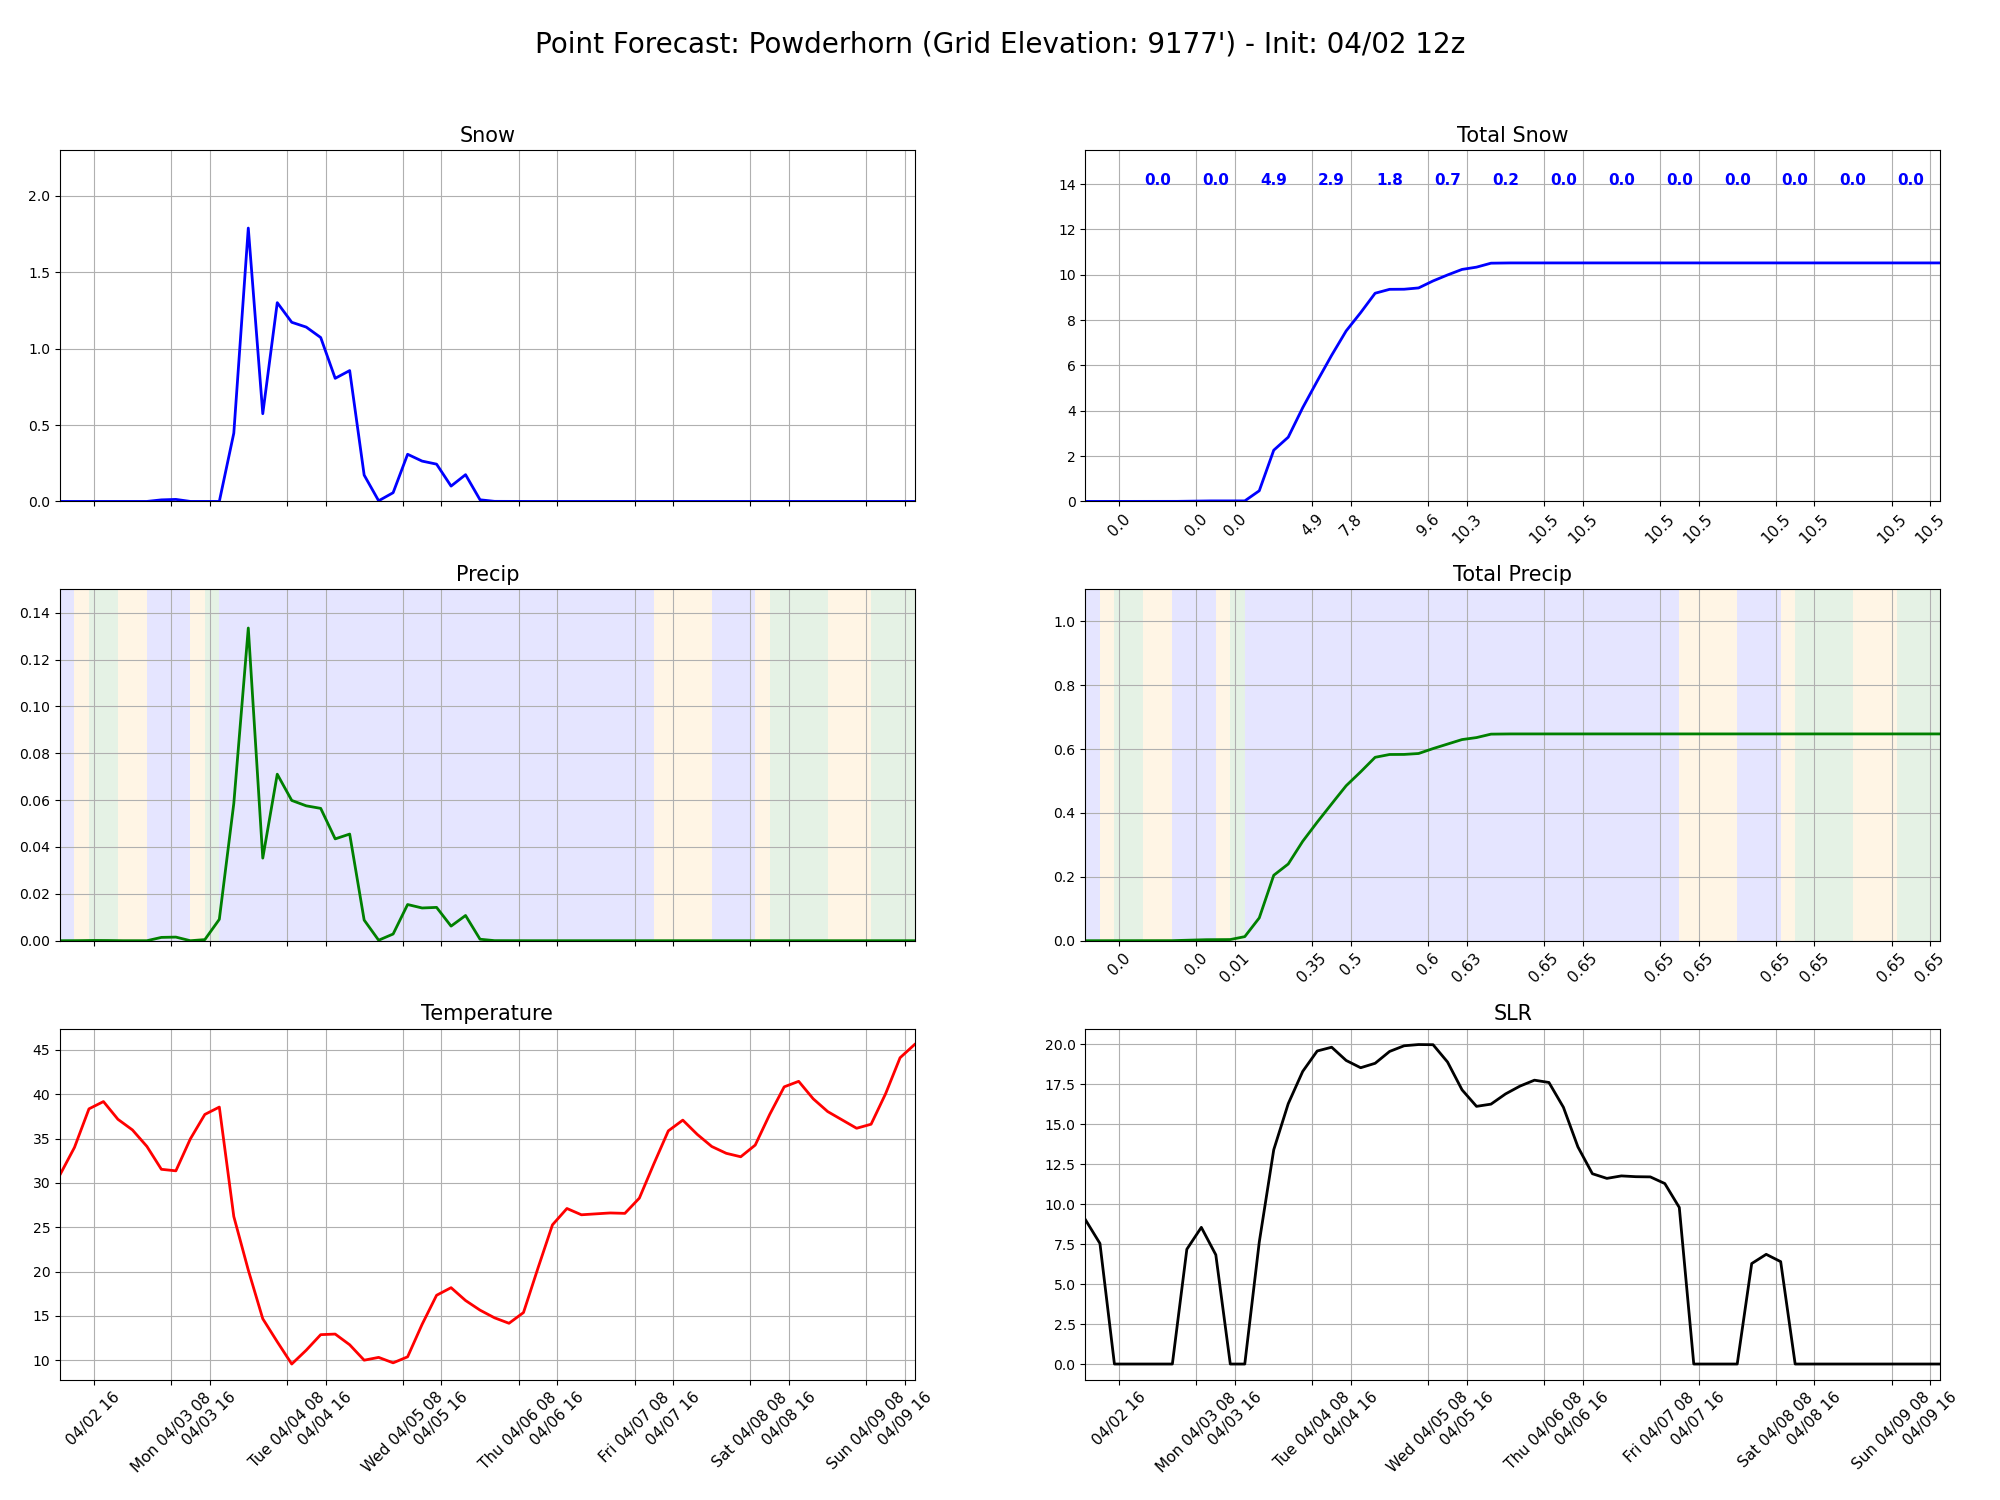 Point Forecast: Powderhorn (Grid Elevation: 9177') - Init: 04/02 12z
Snow
2.0
1.5
1.0
0.5
0.0
Total Snow
0.0 0.0 4.9 2.9 1.8 0.7 0.2 0.0 0.0 0.0 0.0 0.0 0.0 0.0
14
12
10
8
6
4
2
0
0.0 0.0 0.0 4.9 7.8 9.6 10.3 10.5 10.5 10.5 10.5 10.5 10.5 10.5 10.5
Precip
0.14
0.12
0.10
0.08
0.06
0.04
0.02
0.00
Total Precip
1.0
0.8
0.6
0.4
0.2
0.0
0.0 0.0 0.01 0.35 0.5 0.6 0.63 0.65 0.65 0.65 0.65 0.65 0.65 0.65 0.65
Temperature
45
40
35
30
25
20
15
10
04/02 16
Mon 04/03 08
04/03 16
Tue 04/04 08
04/04 16
Wed 04/05 08
04/05 16
Thu 04/06 08
04/06 16
Fri 04/07 08
04/07 16
Sat 04/08 08
04/08 16
Sun 04/09 08
04/09 16
SLR
20.0
17.5
15.0
12.5
10.0
7.5
5.0
2.5
0.0
04/02 16
Mon 04/03 08
04/03 16
Tue 04/04 08
04/04 16
Wed 04/05 08
04/05 16
Thu 04/06 08
04/06 16
Fri 04/07 08
04/07 16
Sat 04/08 08
04/08 16
Sun 04/09 08
04/09 16